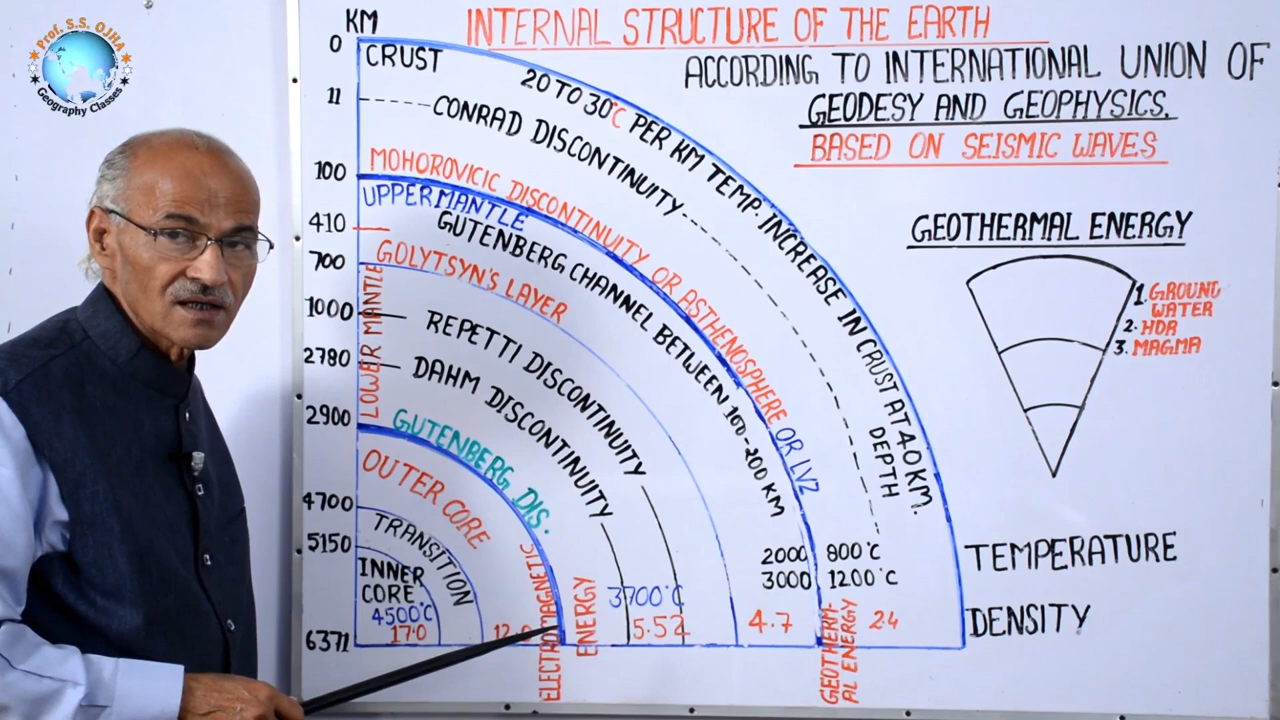 Prof. S.S. OJHA
Geography Classes
INTERNAL STRUCTURE OF THE EARTH
ACCORDING TO INTERNATIONAL UNION OF
GEODESY AND GEOPHYSICS.
BASED ON SEISMIC WAVES
KM
0
11
100
410
700
1000
2780
2900
4700
5150
6371
CRUST
20 TO 30°C PER KM TEMP. INCREASE IN CRUST AT 40KM.
DEPTH
CONRAD DISCONTINUITY
MOHOROVICIC DISCONTINUITY OR ASTHENOSPHERE OR LVZ
UPPER MANTLE
GUTENBERG CHANNEL BETWEEN 100-200 KM
GOLYTSYN'S LAYER
LOWER MANTLE
REPETTI DISCONTINUITY
DAHM DISCONTINUITY
GUTENBERG DIS.
OUTER CORE
TRANSITION
INNER
CORE
4500°C
17.0
ELECTROMAGNETIC
ENERGY
3700°C
5.52
2000
3000
4.7
800°C
1200°C
GEOTHERM-
AL ENERGY
2.4
TEMPERATURE
DENSITY
GEOTHERMAL ENERGY
1. GROUND
WATER
2. HDR
3. MAGMA